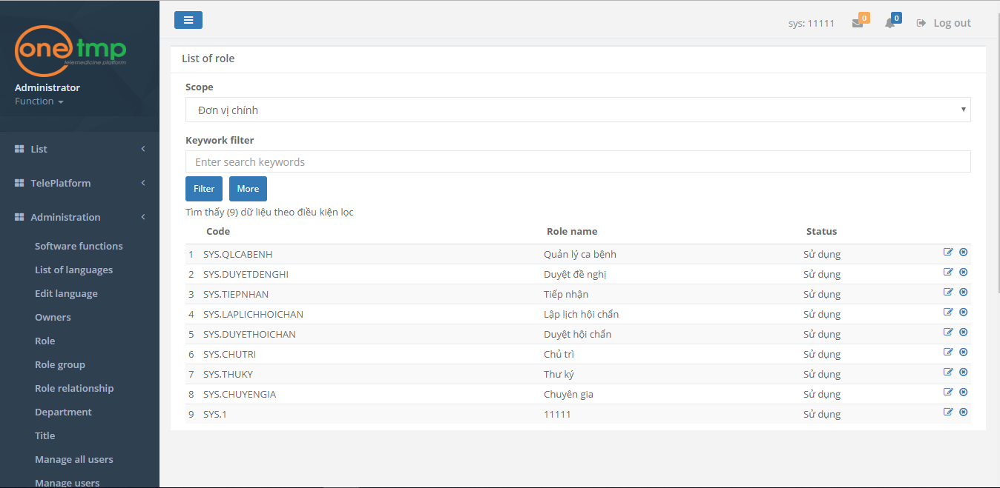 onetmp
telemedicine platform
Administrator
Function
List
TelePlatform
Administration
Software functions
List of languages
Edit language
Owners
Role
Role group
Role relationship
Department
Title
Manage all users
Manage users
sys: 11111 0 0 Log out
List of role
Scope
Đơn vị chính
Keywork filter
Enter search keywords
Filter More
Tìm thấy (9) dữ liệu theo điều kiện lọc
Code Role name Status
1 SYS.QLCABENH Quản lý ca bệnh Sử dụng
2 SYS.DUYETDENGHI Duyệt đề nghị Sử dụng
3 SYS.TIEPNHAN Tiếp nhận Sử dụng
4 SYS.LAPLICHHOICHAN Lập lịch hội chẩn Sử dụng
5 SYS.DUYETHOICHAN Duyệt hội chẩn Sử dụng
6 SYS.CHUTRI Chủ trì Sử dụng
7 SYS.THUKY Thư ký Sử dụng
8 SYS.CHUYENGIA Chuyên gia Sử dụng
9 SYS.1 11111 Sử dụng